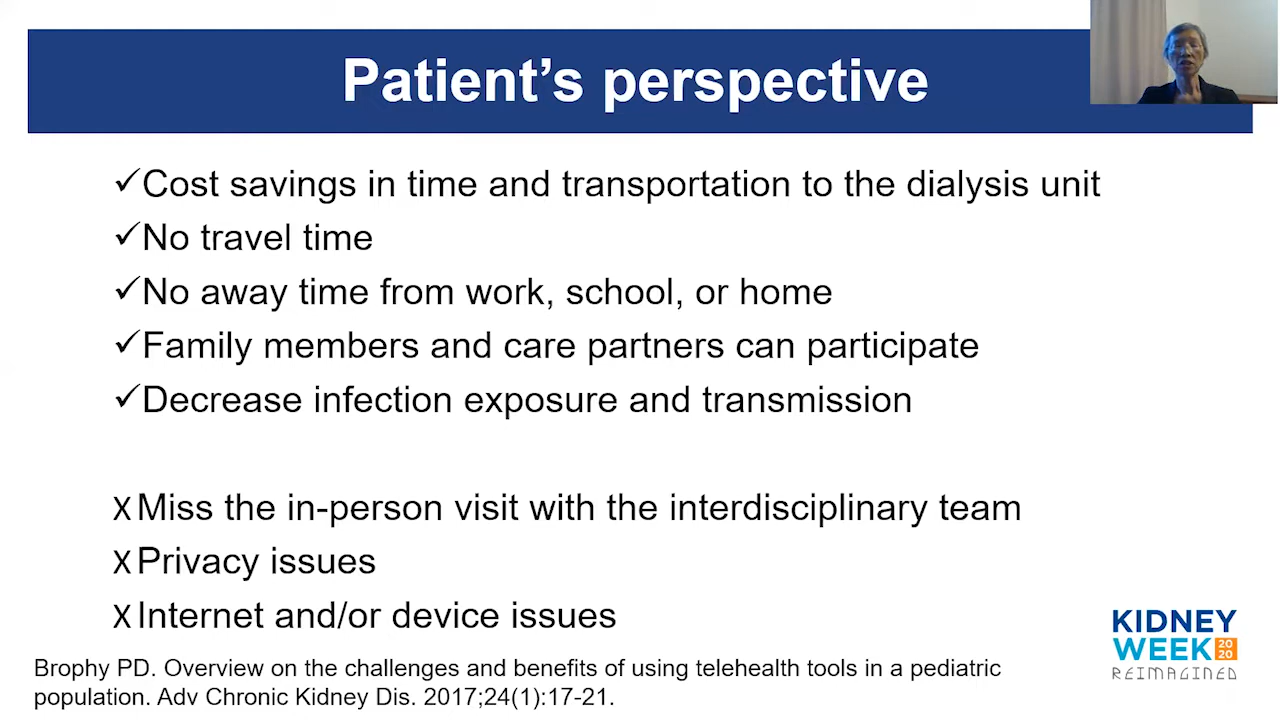 Patient’s perspective
✓Cost savings in time and transportation to the dialysis unit
✓No travel time
✓No away time from work, school, or home
✓Family members and care partners can participate
✓Decrease infection exposure and transmission
X Miss the in-person visit with the interdisciplinary team
X Privacy issues
X Internet and/or device issues
KIDNEY
WEEK 20 20
REIMAGINED
Brophy PD. Overview on the challenges and benefits of using telehealth tools in a pediatric
population. Adv Chronic Kidney Dis. 2017;24(1):17-21.